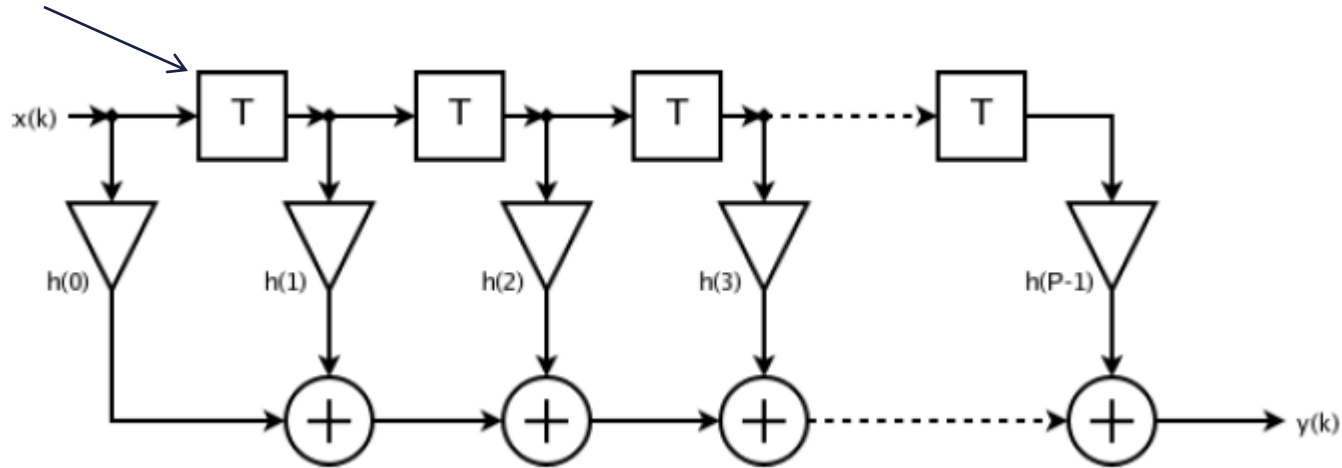 x(k) T T T T
h(0) h(1) h(2) h(3) h(P-1)
+ + + +
y(k)